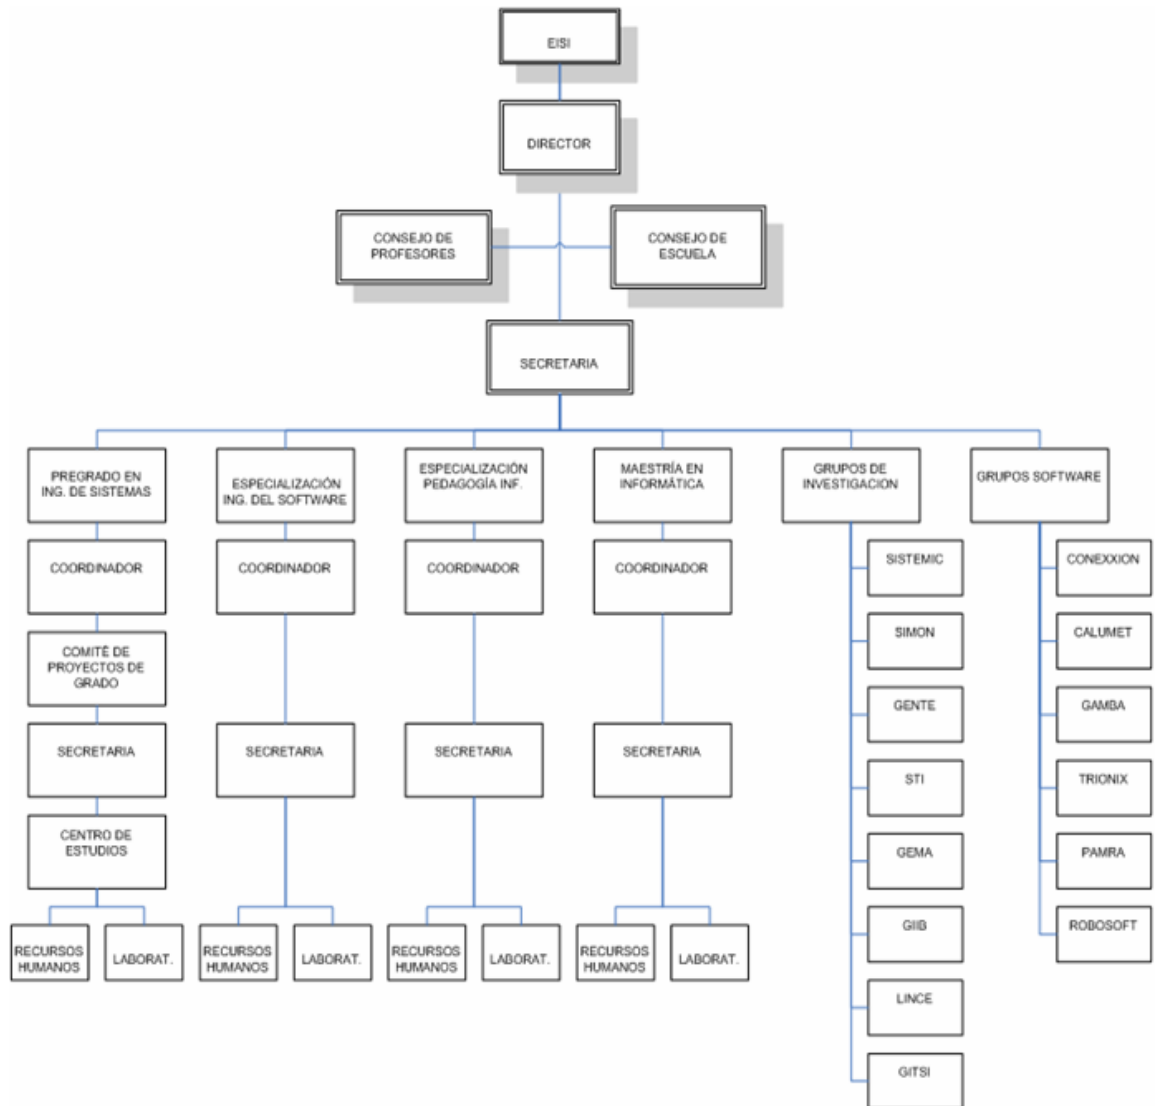 EISI
DIRECTOR
CONSEJO DE
PROFESORES
CONSEJO DE
ESCUELA
SECRETARIA
PREGRADO EN
ING. DE SISTEMAS
ESPECIALIZACIÓN
ING. DEL SOFTWARE
ESPECIALIZACIÓN
PEDAGOGÍA INF.
MAESTRÍA EN
INFORMÁTICA
GRUPOS DE
INVESTIGACION
GRUPOS SOFTWARE
COORDINADOR
COORDINADOR
COORDINADOR
COORDINADOR
SISTEMIC
CONEXXION
COMITÉ DE
PROYECTOS DE
GRADO
SIMON
CALUMET
GENTE
GAMBA
SECRETARIA
SECRETARIA
SECRETARIA
SECRETARIA
STI
TRIONIX
CENTRO DE
ESTUDIOS
GEMA
PAMRA
RECURSOS
HUMANOS
LABORAT.
RECURSOS
HUMANOS
LABORAT.
RECURSOS
HUMANOS
LABORAT.
RECURSOS
HUMANOS
LABORAT.
GIIB
ROBOSOFT
LINCE
GITSI